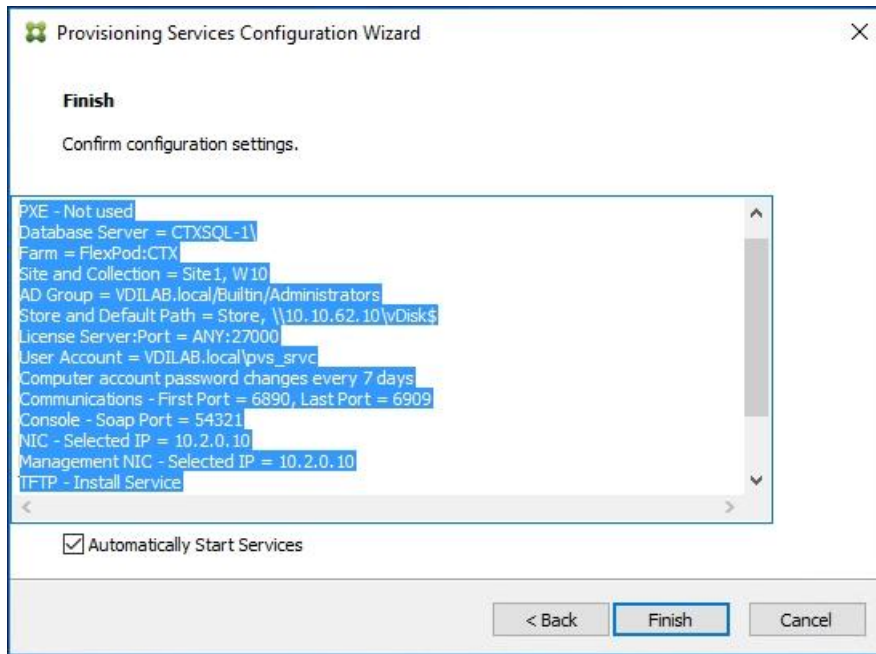 Provisioning Services Configuration Wizard
Finish
Confirm configuration settings.
PXE - Not used
Database Server = CTXSQL-1\
Farm = FlexPod:CTX
Site and Collection = Site1, W10
AD Group = VDILAB.local/Builtin/Administrators
Store and Default Path = Store, \\10.10.62.10\vDisk$
License Server:Port = ANY:27000
User Account = VDILAB.local\pvs_srvc
Computer account password changes every 7 days
Communications - First Port = 6890, Last Port = 6909
Console - Soap Port = 54321
NIC - Selected IP = 10.2.0.10
Management NIC - Selected IP = 10.2.0.10
TFTP - Install Service
Automatically Start Services
< Back Finish Cancel